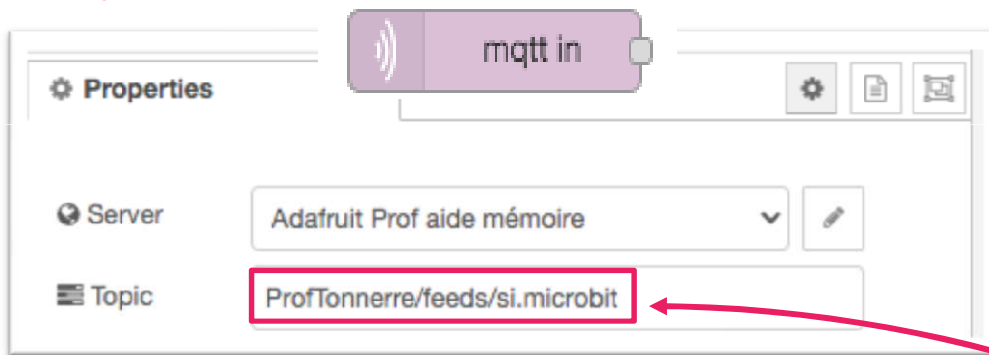 mqtt in
Properties
Server
Adafruit Prof aide mémoire
Topic
ProfTonnerre/feeds/si.microbit